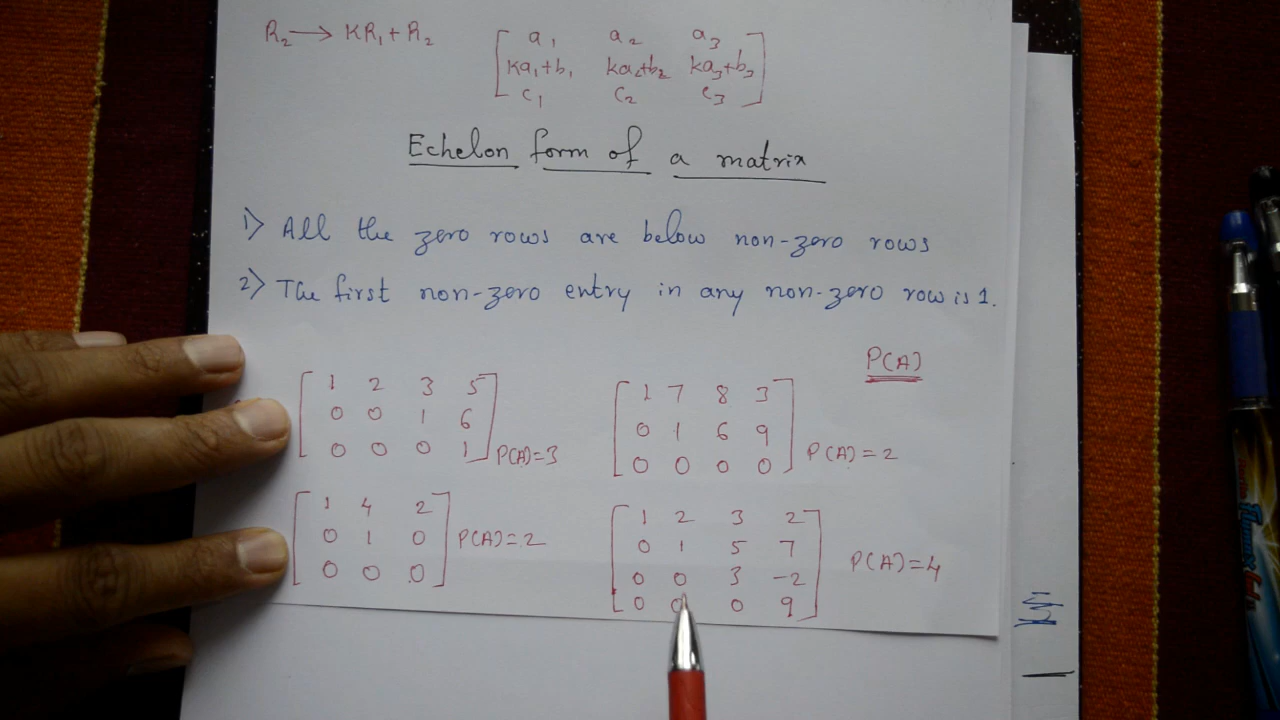 R₂ → KR₁ + R₂
[ a₁ a₂ a₃ ]
[ ka₁+b₁ ka₂+b₂ ka₃+b₃ ]
[ c₁ c₂ c₃ ]
Echelon form of a matrix
1) All the zero rows are below non-zero rows
2) The first non-zero entry in any non-zero row is 1.
P(A)
[ 1 2 3 5 ]
[ 0 0 1 6 ]
[ 0 0 0 1 ] P(A)=3
[ 1 7 8 3 ]
[ 0 1 6 9 ]
[ 0 0 0 0 ] P(A)=2
[ 1 4 2 ]
[ 0 1 0 ] P(A)=2
[ 0 0 0 ]
[ 1 2 3 2 ]
[ 0 1 5 7 ]
[ 0 0 3 -2 ] P(A)=4
[ 0 0 0 9 ]